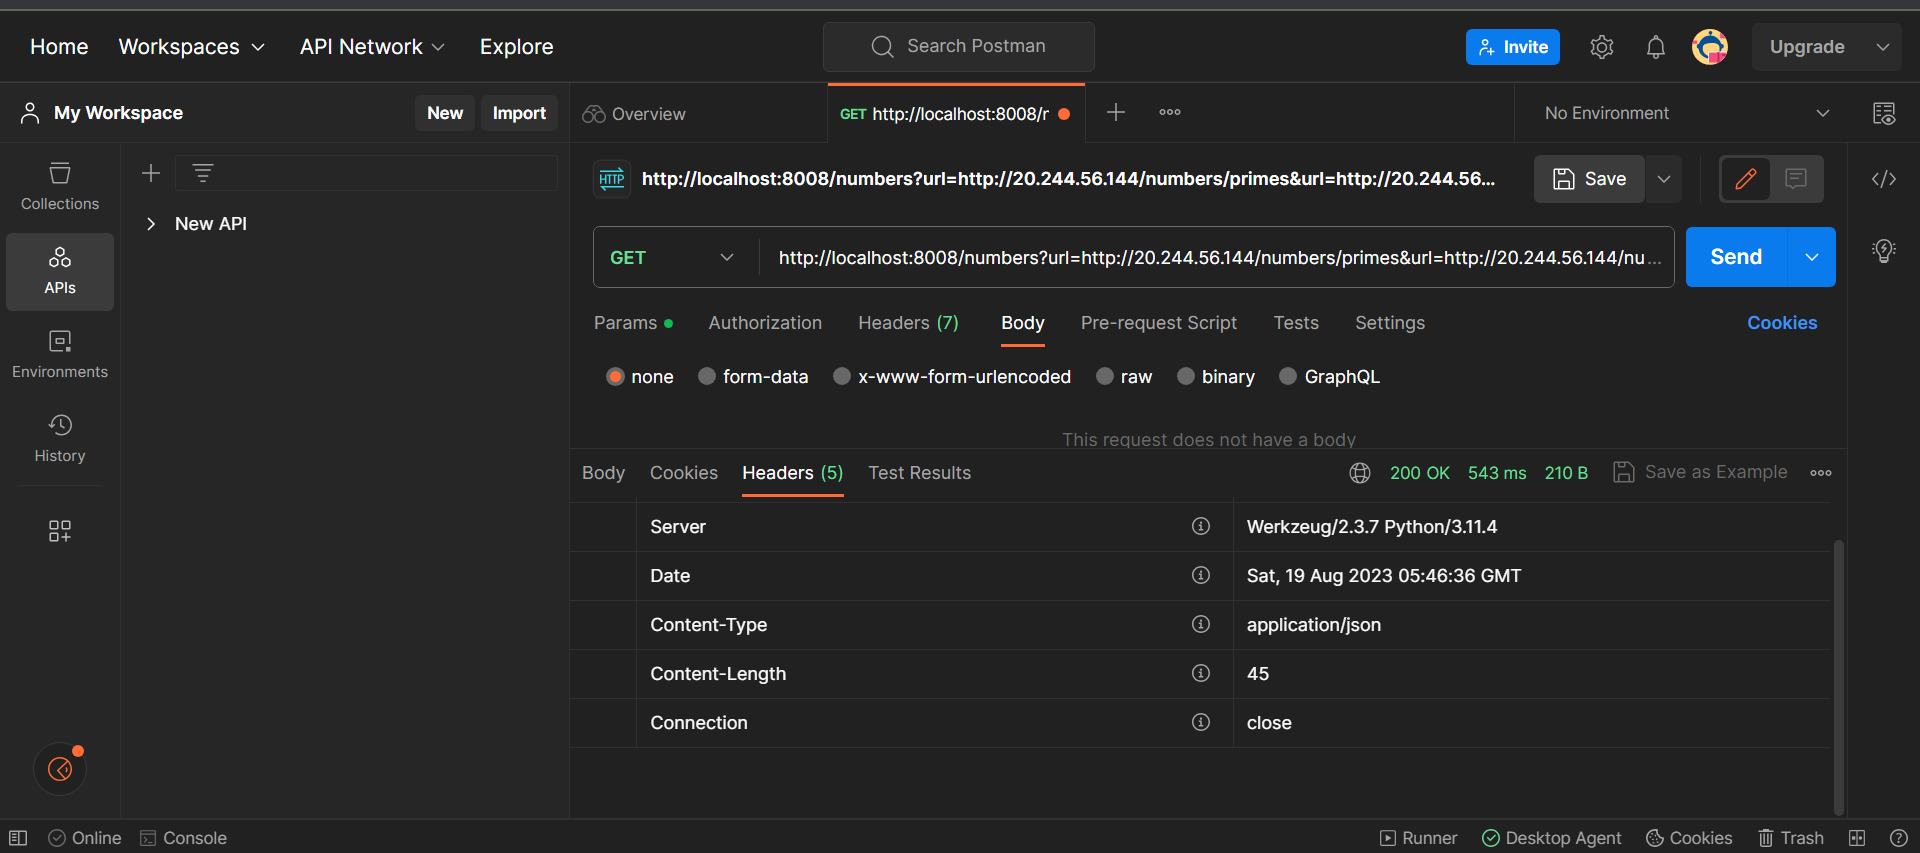 Home Workspaces API Network Explore Search Postman Invite Upgrade
My Workspace New Import Overview GET http://localhost:8008/r No Environment
HTTP http://localhost:8008/numbers?url=http://20.244.56.144/numbers/primes&url=http://20.244.56... Save
Collections
New API
APIs
GET http://localhost:8008/numbers?url=http://20.244.56.144/numbers/primes&url=http://20.244.56.144/nu... Send
Params Authorization Headers (7) Body Pre-request Script Tests Settings Cookies
Environments
none form-data x-www-form-urlencoded raw binary GraphQL
History
This request does not have a body
Body Cookies Headers (5) Test Results 200 OK 543 ms 210 B Save as Example
Server Werkzeug/2.3.7 Python/3.11.4
Date Sat, 19 Aug 2023 05:46:36 GMT
Content-Type application/json
Content-Length 45
Connection close
Online Console Runner Desktop Agent Cookies Trash